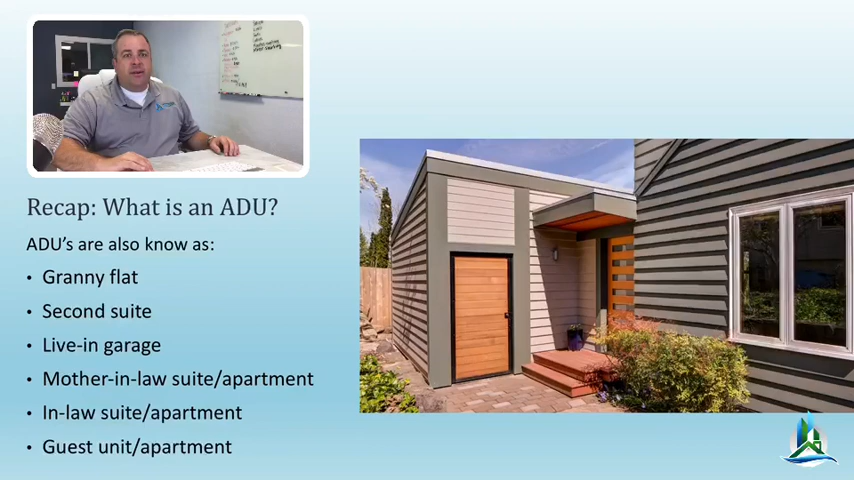 Recap: What is an ADU?
ADU's are also know as:
• Granny flat
• Second suite
• Live-in garage
• Mother-in-law suite/apartment
• In-law suite/apartment
• Guest unit/apartment